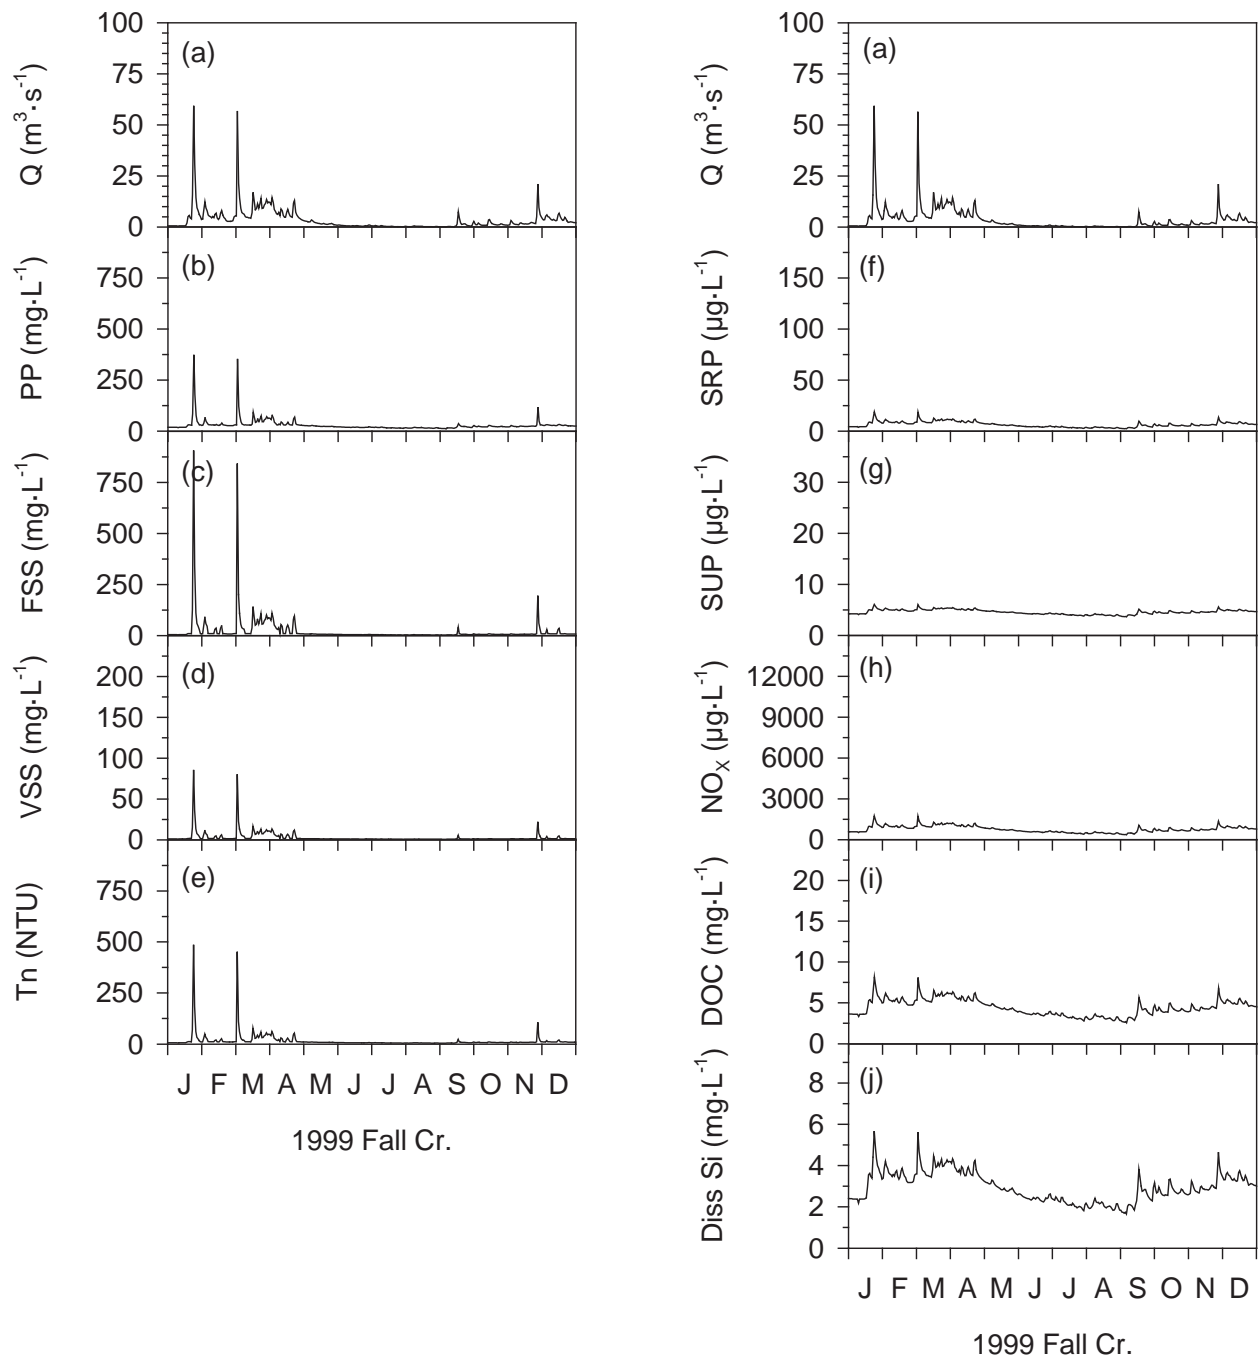 (a)
Q (m³·s⁻¹)
100
75
50
25
0
(b)
PP (mg·L⁻¹)
750
500
250
0
(c)
FSS (mg·L⁻¹)
750
500
250
0
(d)
VSS (mg·L⁻¹)
200
150
100
50
0
(e)
Tn (NTU)
750
500
250
0
J F M A M J J A S O N D
1999 Fall Cr.
(a)
Q (m³·s⁻¹)
100
75
50
25
0
(f)
SRP (µg·L⁻¹)
150
100
50
0
(g)
SUP (µg·L⁻¹)
30
20
10
0
(h)
NOₓ (µg·L⁻¹)
12000
9000
6000
3000
0
(i)
DOC (mg·L⁻¹)
20
15
10
5
0
(j)
Diss Si (mg·L⁻¹)
8
6
4
2
0
J F M A M J J A S O N D
1999 Fall Cr.